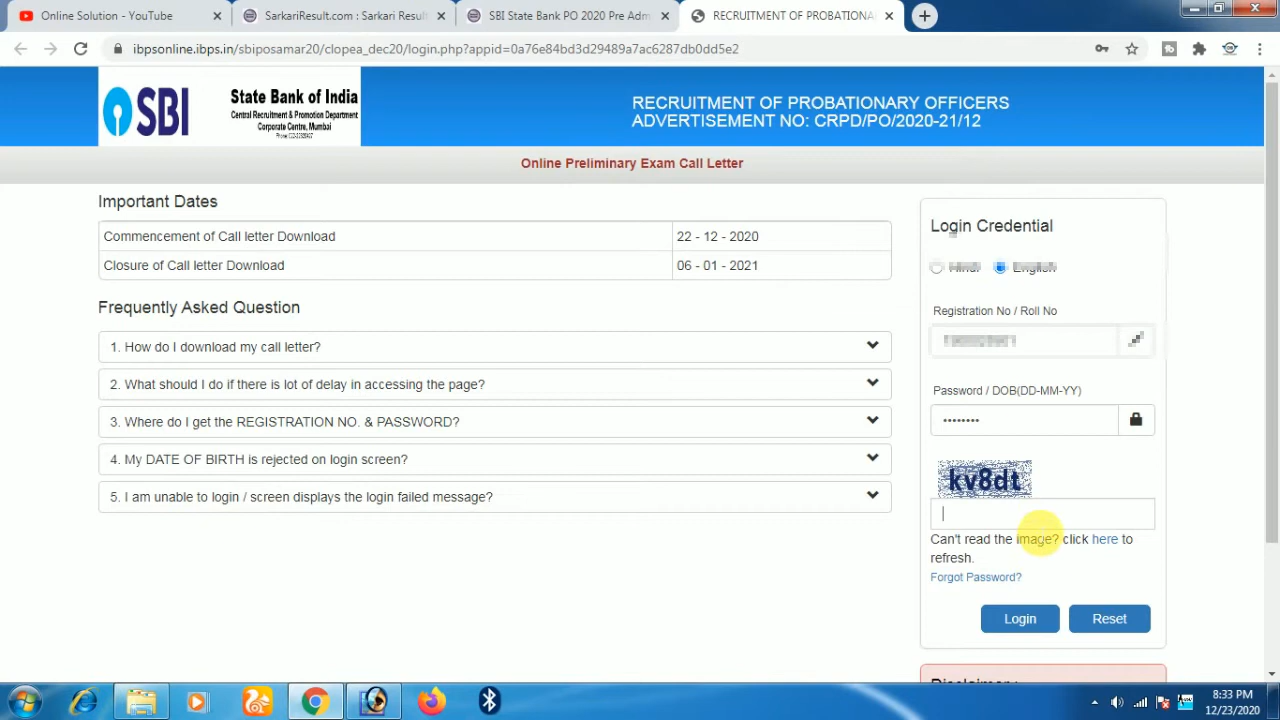 Online Solution - YouTube
SarkariResult.com : Sarkari Result
SBI State Bank PO 2020 Pre Adm
RECRUITMENT OF PROBATIONA
ibpsonline.ibps.in/sbiposamar20/clopea_dec20/login.php?appid=0a76e84bd3d29489a7ac6287db0dd5e2
SBI
State Bank of India
Central Recruitment & Promotion Department
Corporate Centre, Mumbai
RECRUITMENT OF PROBATIONARY OFFICERS
ADVERTISEMENT NO: CRPD/PO/2020-21/12
Online Preliminary Exam Call Letter
Important Dates
Commencement of Call letter Download 22 - 12 - 2020
Closure of Call letter Download 06 - 01 - 2021
Frequently Asked Question
1. How do I download my call letter?
2. What should I do if there is lot of delay in accessing the page?
3. Where do I get the REGISTRATION NO. & PASSWORD?
4. My DATE OF BIRTH is rejected on login screen?
5. I am unable to login / screen displays the login failed message?
Login Credential
Hindi English
Registration No / Roll No
Password / DOB(DD-MM-YY)
••••••••
kv8dt
Can't read the image? click here to
refresh.
Forgot Password?
Login Reset
8:33 PM
12/23/2020